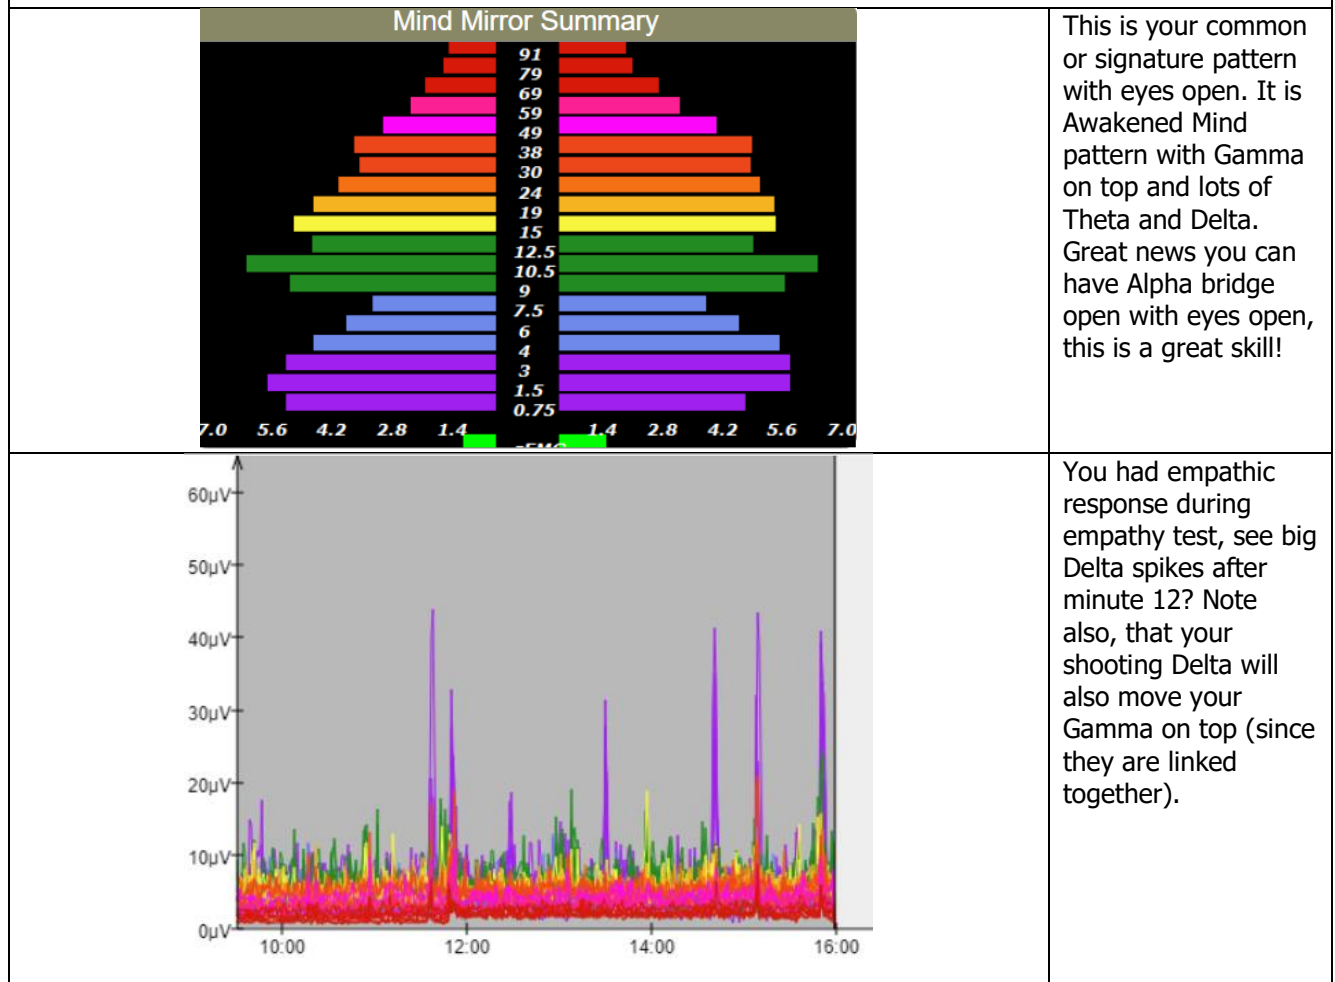 Mind Mirror Summary
91
79
69
59
49
38
30
24
19
15
12.5
10.5
9
7.5
6
4
3
1.5
0.75
7.0 5.6 4.2 2.8 1.4 1.4 2.8 4.2 5.6 7.0
This is your common
or signature pattern
with eyes open. It is
Awakened Mind
pattern with Gamma
on top and lots of
Theta and Delta.
Great news you can
have Alpha bridge
open with eyes open,
this is a great skill!
60µV
50µV
40µV
30µV
20µV
10µV
0µV
10:00 12:00 14:00 16:00
You had empathic
response during
empathy test, see big
Delta spikes after
minute 12? Note
also, that your
shooting Delta will
also move your
Gamma on top (since
they are linked
together).